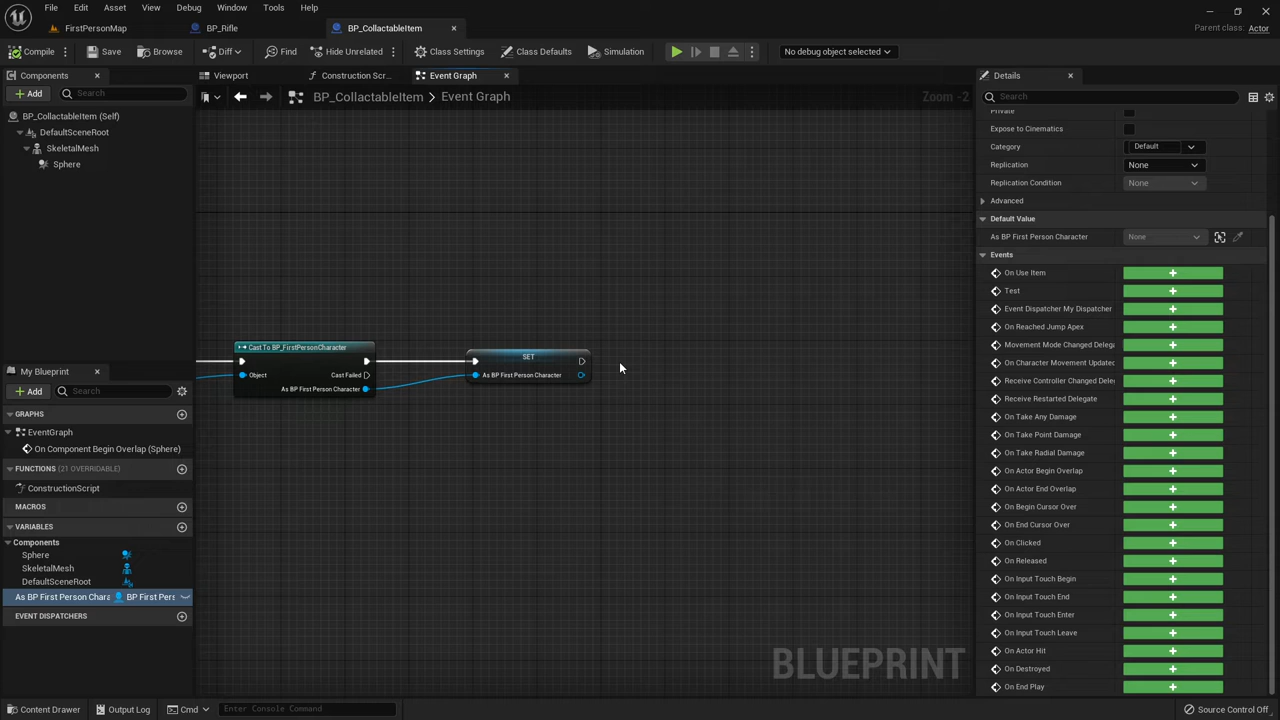 File Edit Asset View Debug Window Tools Help
FirstPersonMap BP_Rifle BP_CollactableItem Parent class: Actor
Compile Save Browse Diff Find Hide Unrelated Class Settings Class Defaults Simulation No debug object selected
Components Viewport Construction Scr... Event Graph Details
Add Search BP_CollactableItem Event Graph Zoom -2 Search
Private
BP_CollactableItem (Self)
Expose to Cinematics
DefaultSceneRoot
Category Default
SkeletalMesh
Sphere
Replication None
Replication Condition None
Advanced
Default Value
As BP First Person Character None
Events
On Use Item
Test
Event Dispatcher My Dispatcher
On Reached Jump Apex
Movement Mode Changed Delega
On Character Movement Updated
Receive Controller Changed Deleg
Receive Restarted Delegate
On Take Any Damage
On Take Point Damage
On Take Radial Damage
On Actor Begin Overlap
On Actor End Overlap
On Begin Cursor Over
On End Cursor Over
On Clicked
On Released
On Input Touch Begin
On Input Touch End
On Input Touch Enter
On Input Touch Leave
On Actor Hit
On Destroyed
On End Play
Cast To BP_FirstPersonCharacter
Object Cast Failed
As BP First Person Character
SET
As BP First Person Character
My Blueprint
Add Search
GRAPHS
EventGraph
On Component Begin Overlap (Sphere)
FUNCTIONS (21 OVERRIDABLE)
ConstructionScript
MACROS
VARIABLES
Components
Sphere
SkeletalMesh
DefaultSceneRoot
As BP First Person Chara BP First Pers
EVENT DISPATCHERS
BLUEPRINT
Content Drawer Output Log Cmd Enter Console Command Source Control Off